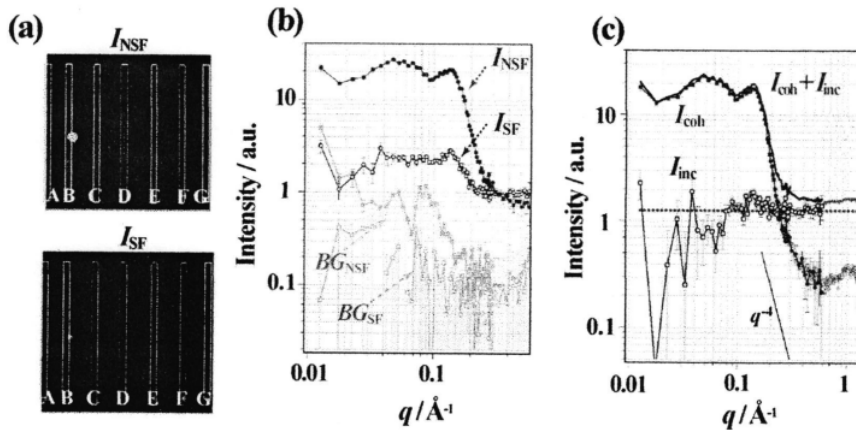 (a)
I_NSF
A B C D E F G
I_SF
A B C D E F G
(b)
Intensity / a.u.
10
1
0.1
I_NSF
I_SF
BG_NSF
BG_SF
0.01 0.1
q / Å⁻¹
(c)
Intensity / a.u.
10
1
0.1
I_coh + I_inc
I_coh
I_inc
q⁻⁴
0.01 0.1 1
q / Å⁻¹